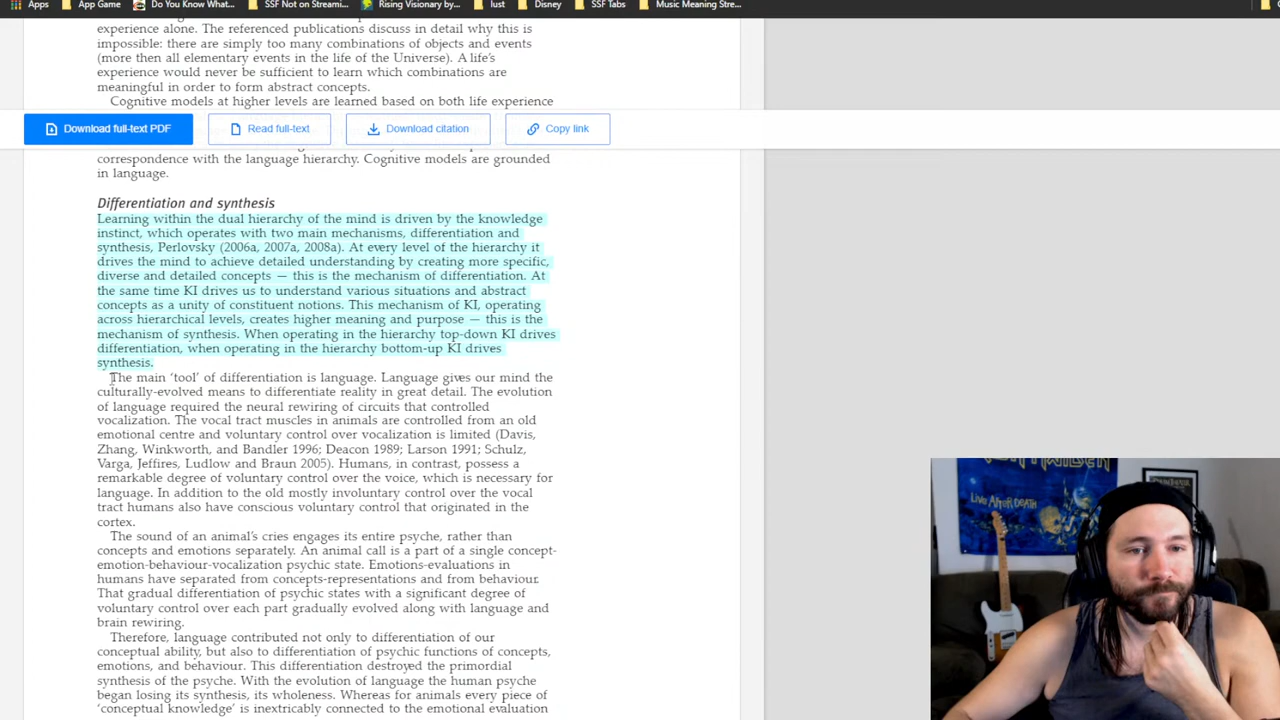 Apps
App Game
Do You Know What...
SSF Not on Streami...
Rising Visionary by...
lust
Disney
SSF Tabs
Music Meaning Stre...
experience alone. The referenced publications discuss in detail why this is
impossible: there are simply too many combinations of objects and events
(more then all elementary events in the life of the Universe). A life's
experience would never be sufficient to learn which combinations are
meaningful in order to form abstract concepts.
Cognitive models at higher levels are learned based on both life experience
Download full-text PDF
Read full-text
Download citation
Copy link
correspondence with the language hierarchy. Cognitive models are grounded
in language.
Differentiation and synthesis
Learning within the dual hierarchy of the mind is driven by the knowledge
instinct, which operates with two main mechanisms, differentiation and
synthesis, Perlovsky (2006a, 2007a, 2008a). At every level of the hierarchy it
drives the mind to achieve detailed understanding by creating more specific,
diverse and detailed concepts — this is the mechanism of differentiation. At
the same time KI drives us to understand various situations and abstract
concepts as a unity of constituent notions. This mechanism of KI, operating
across hierarchical levels, creates higher meaning and purpose — this is the
mechanism of synthesis. When operating in the hierarchy top-down KI drives
differentiation, when operating in the hierarchy bottom-up KI drives
synthesis.
The main 'tool' of differentiation is language. Language gives our mind the
culturally-evolved means to differentiate reality in great detail. The evolution
of language required the neural rewiring of circuits that controlled
vocalization. The vocal tract muscles in animals are controlled from an old
emotional centre and voluntary control over vocalization is limited (Davis,
Zhang, Winkworth, and Bandler 1996; Deacon 1989; Larson 1991; Schulz,
Varga, Jeffires, Ludlow and Braun 2005). Humans, in contrast, possess a
remarkable degree of voluntary control over the voice, which is necessary for
language. In addition to the old mostly involuntary control over the vocal
tract humans also have conscious voluntary control that originated in the
cortex.
The sound of an animal's cries engages its entire psyche, rather than
concepts and emotions separately. An animal call is a part of a single concept-
emotion-behaviour-vocalization psychic state. Emotions-evaluations in
humans have separated from concepts-representations and from behaviour.
That gradual differentiation of psychic states with a significant degree of
voluntary control over each part gradually evolved along with language and
brain rewiring.
Therefore, language contributed not only to differentiation of our
conceptual ability, but also to differentiation of psychic functions of concepts,
emotions, and behaviour. This differentiation destroyed the primordial
synthesis of the psyche. With the evolution of language the human psyche
began losing its synthesis, its wholeness. Whereas for animals every piece of
'conceptual knowledge' is inextricably connected to the emotional evaluation
LIVE AFTER DEATH